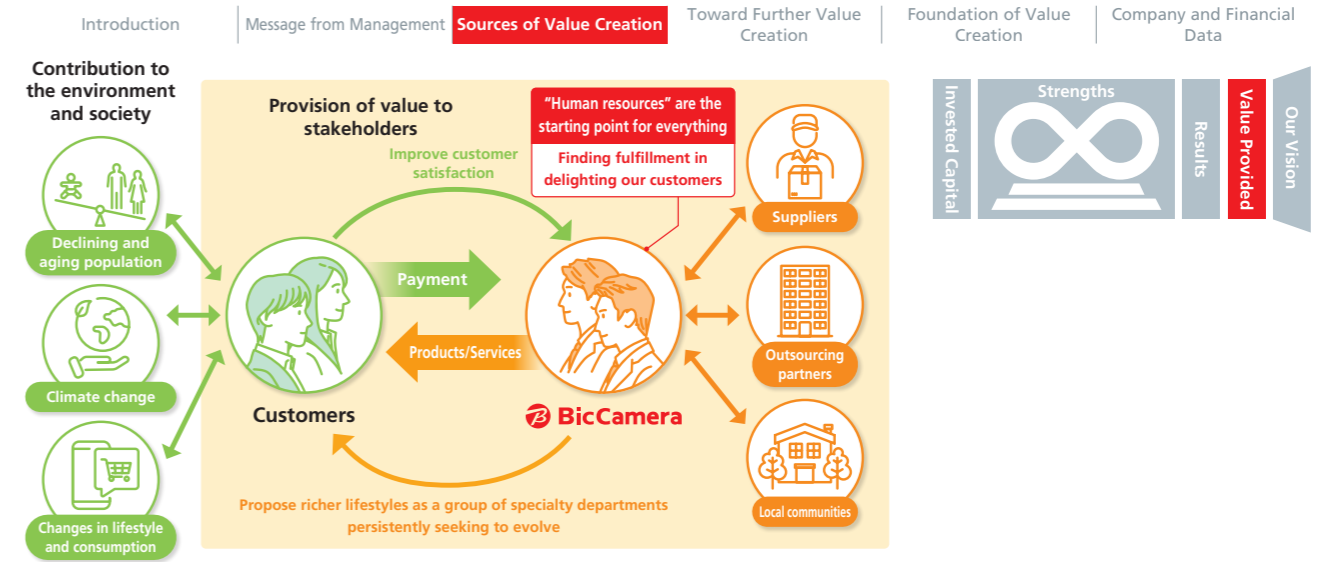 Introduction
Message from Management
Sources of Value Creation
Toward Further Value
Creation
Foundation of Value
Creation
Company and Financial
Data
Contribution to
the environment
and society
Declining and
aging population
Climate change
Changes in lifestyle
and consumption
Provision of value to
stakeholders
Improve customer
satisfaction
"Human resources" are the
starting point for everything
Finding fulfillment in
delighting our customers
Payment
Products/Services
Customers
B BicCamera
Propose richer lifestyles as a group of specialty departments
persistently seeking to evolve
Suppliers
Outsourcing
partners
Local communities
Invested Capital
Strengths
Results
Value Provided
Our Vision